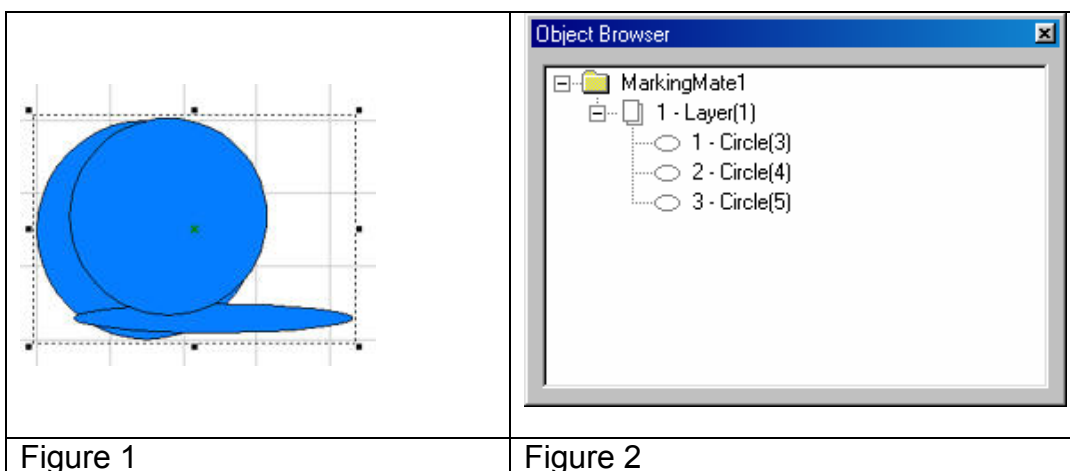 Object Browser
MarkingMate1
1 - Layer(1)
1 - Circle(3)
2 - Circle(4)
3 - Circle(5)
Figure 1
Figure 2